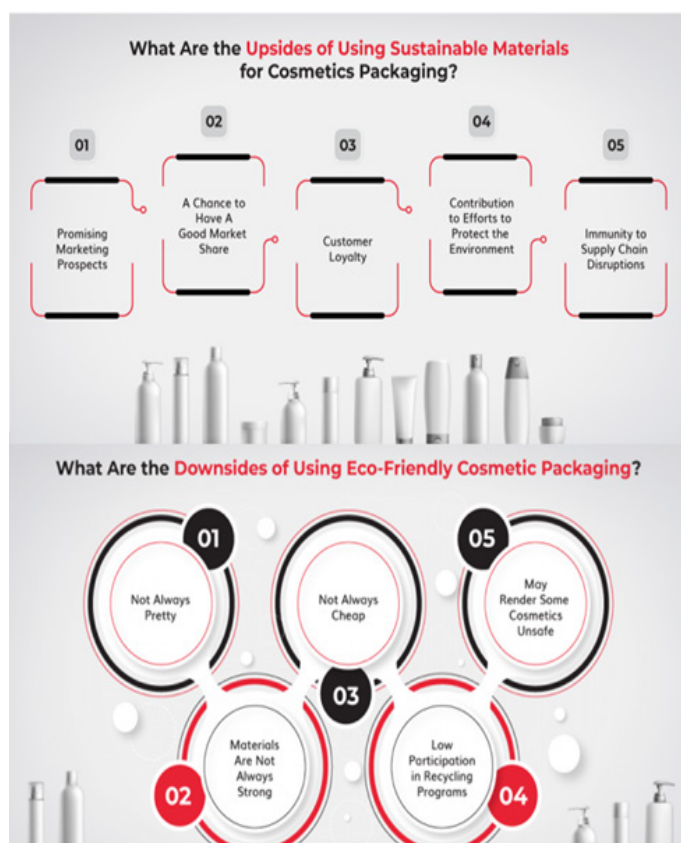 What Are the Upsides of Using Sustainable Materials
for Cosmetics Packaging?
01
Promising
Marketing
Prospects
02
A Chance to
Have A
Good Market
Share
03
Customer
Loyalty
04
Contribution
to Efforts to
Protect the
Environment
05
Immunity to
Supply Chain
Disruptions
What Are the Downsides of Using Eco-Friendly Cosmetic Packaging?
01
Not Always
Pretty
02
Materials
Are Not
Always
Strong
03
Not Always
Cheap
04
Low
Participation
in Recycling
Programs
05
May
Render Some
Cosmetics
Unsafe